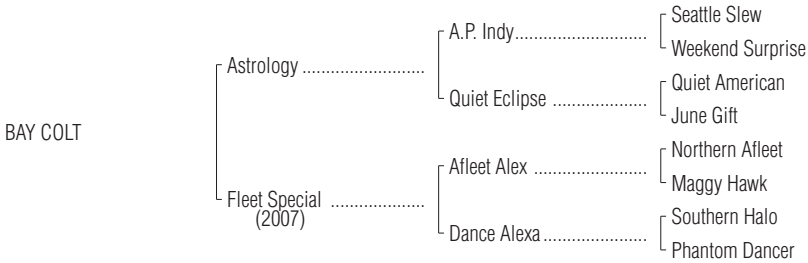 Seattle Slew
A.P. Indy..............................
Weekend Surprise
Astrology ............................
Quiet American
Quiet Eclipse .....................
June Gift
BAY COLT
Northern Afleet
Afleet Alex .........................
Maggy Hawk
Fleet Special .....................
(2007)
Southern Halo
Dance Alexa.......................
Phantom Dancer